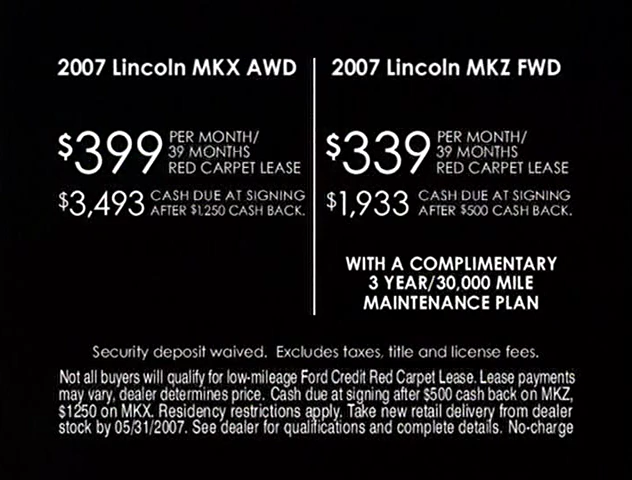 2007 Lincoln MKX AWD
$399 PER MONTH/
39 MONTHS
RED CARPET LEASE
$3,493 CASH DUE AT SIGNING
AFTER $1,250 CASH BACK.
2007 Lincoln MKZ FWD
$339 PER MONTH/
39 MONTHS
RED CARPET LEASE
$1,933 CASH DUE AT SIGNING
AFTER $500 CASH BACK.
WITH A COMPLIMENTARY
3 YEAR/30,000 MILE
MAINTENANCE PLAN
Security deposit waived. Excludes taxes, title and license fees.
Not all buyers will qualify for low-mileage Ford Credit Red Carpet Lease. Lease payments
may vary, dealer determines price. Cash due at signing after $500 cash back on MKZ,
$1250 on MKX. Residency restrictions apply. Take new retail delivery from dealer
stock by 05/31/2007. See dealer for qualifications and complete details. No-charge